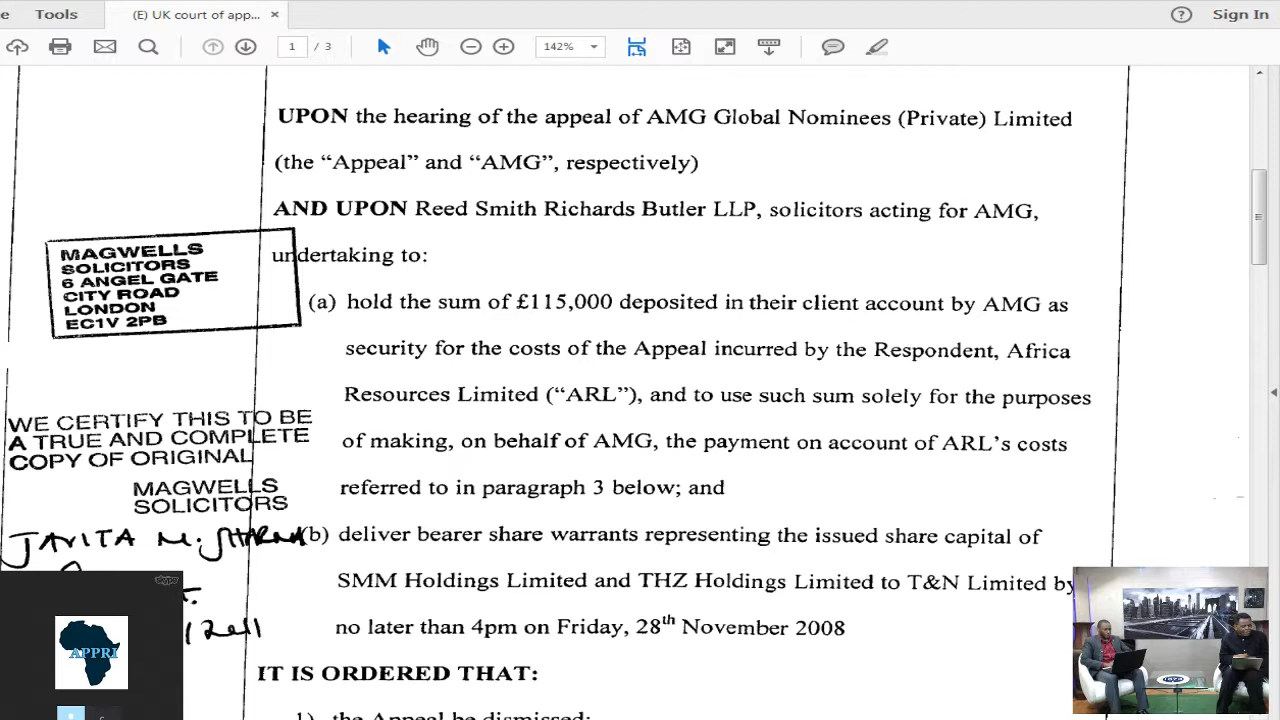 Tools
(E) UK court of app... ×
Sign In
1 / 3
142%
UPON the hearing of the appeal of AMG Global Nominees (Private) Limited
(the “Appeal” and “AMG”, respectively)
AND UPON Reed Smith Richards Butler LLP, solicitors acting for AMG,
undertaking to:
(a) hold the sum of £115,000 deposited in their client account by AMG as
security for the costs of the Appeal incurred by the Respondent, Africa
Resources Limited (“ARL”), and to use such sum solely for the purposes
of making, on behalf of AMG, the payment on account of ARL’s costs
referred to in paragraph 3 below; and
(b) deliver bearer share warrants representing the issued share capital of
SMM Holdings Limited and THZ Holdings Limited to T&N Limited by
no later than 4pm on Friday, 28th November 2008
IT IS ORDERED THAT:
1) the Appeal be dismissed;
MAGWELLS
SOLICITORS
6 ANGEL GATE
CITY ROAD
LONDON
EC1V 2PB
WE CERTIFY THIS TO BE
A TRUE AND COMPLETE
COPY OF ORIGINAL
MAGWELLS
SOLICITORS
JAVITA M. SHARMA
skype
APPRI